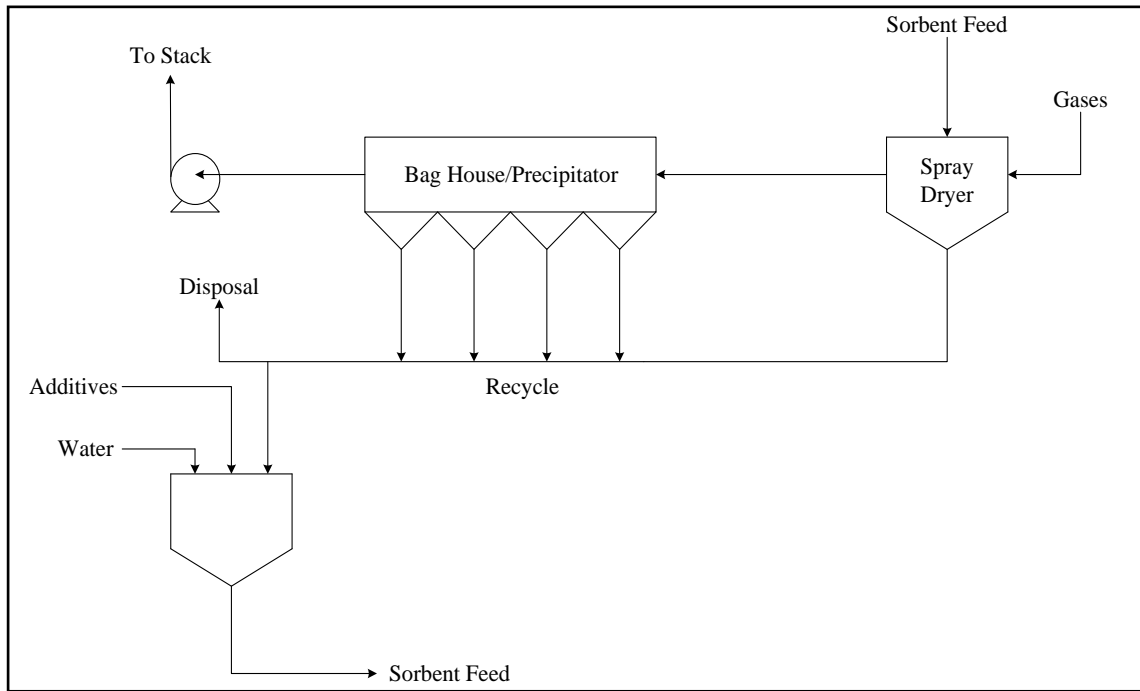 Sorbent Feed
To Stack
Gases
Bag House/Precipitator
Spray
Dryer
Disposal
Recycle
Additives
Water
Sorbent Feed